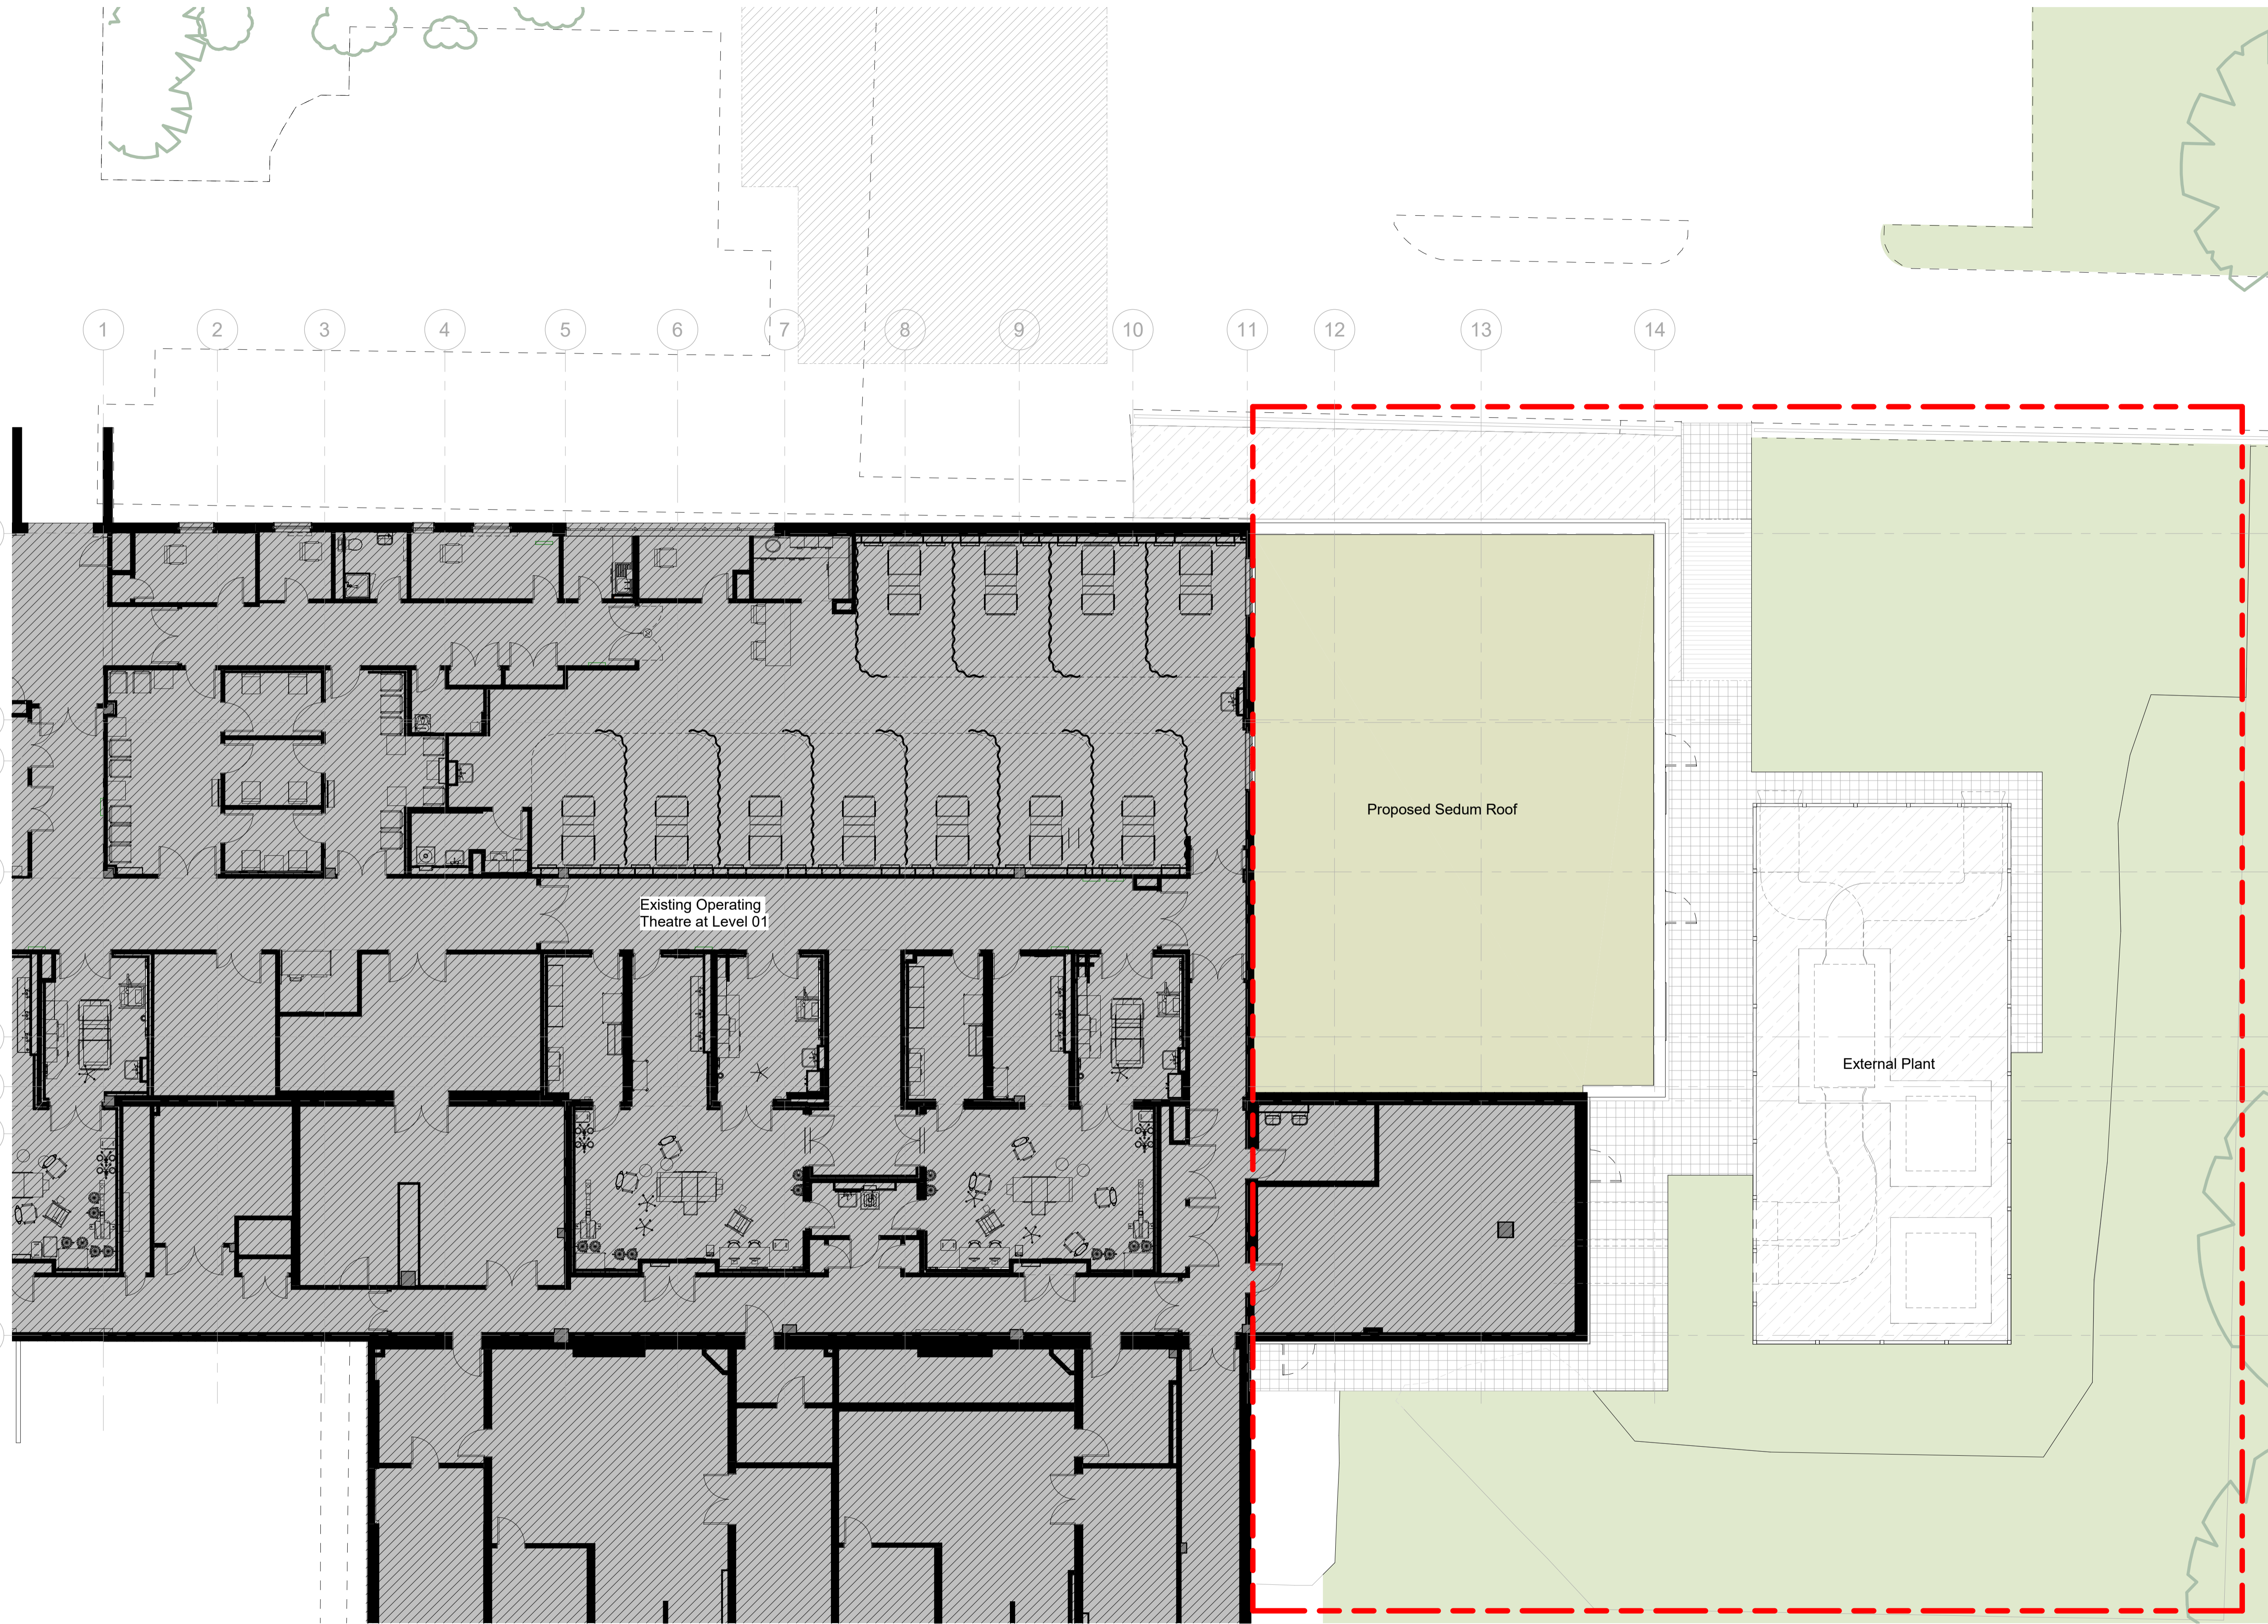 1 2 3 4 5 6 7 8 9 10 11 12 13 14
Proposed Sedum Roof
Existing Operating
Theatre at Level 01
External Plant